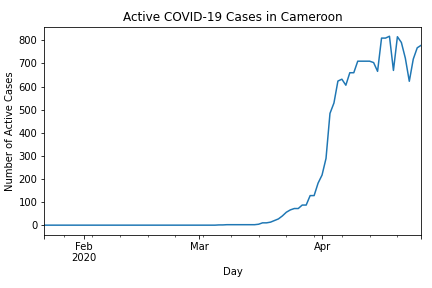 Active COVID-19 Cases in Cameroon
Number of Active Cases
800
700
600
500
400
300
200
100
0
Feb
2020
Mar
Apr
Day